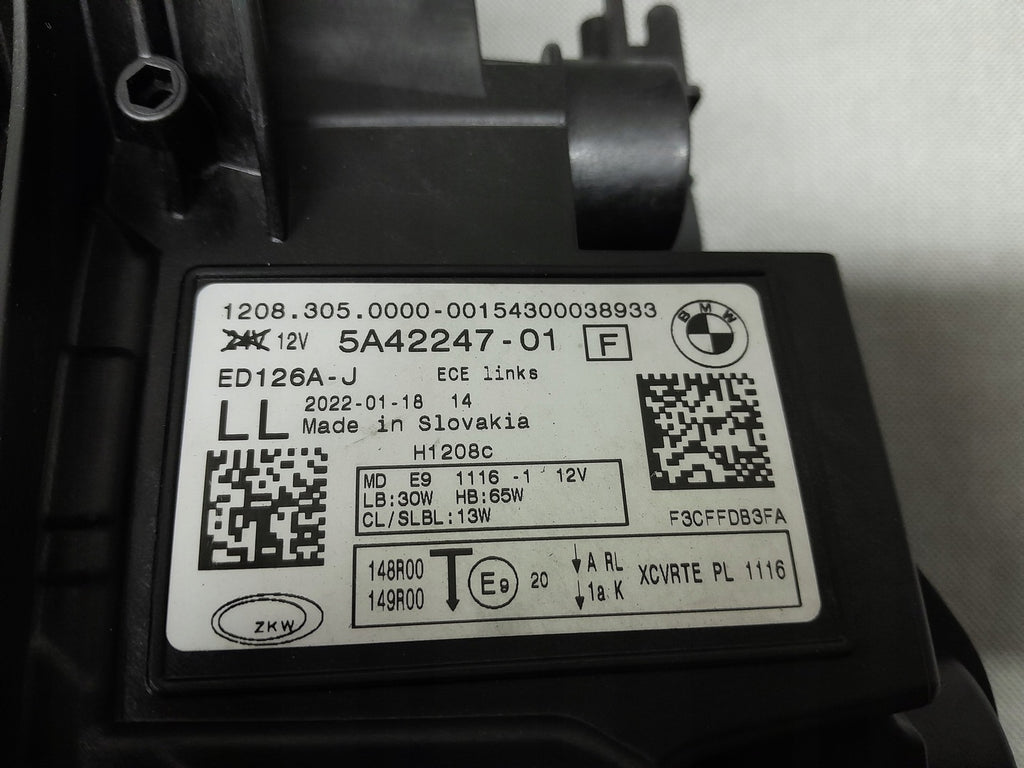 1208.305.0000-00154300038933
24V 12V 5A42247-01 F
BMW
ED126A-J ECE links
LL 2022-01-18 14
Made in Slovakia
H1208c
MD E9 1116 -1 12V
LB:30W HB:65W
CL/SLBL:13W
F3CFFDB3FA
148R00
149R00
T E9 20
↓A RL
↓1a K
XCVRTE PL 1116
ZKW